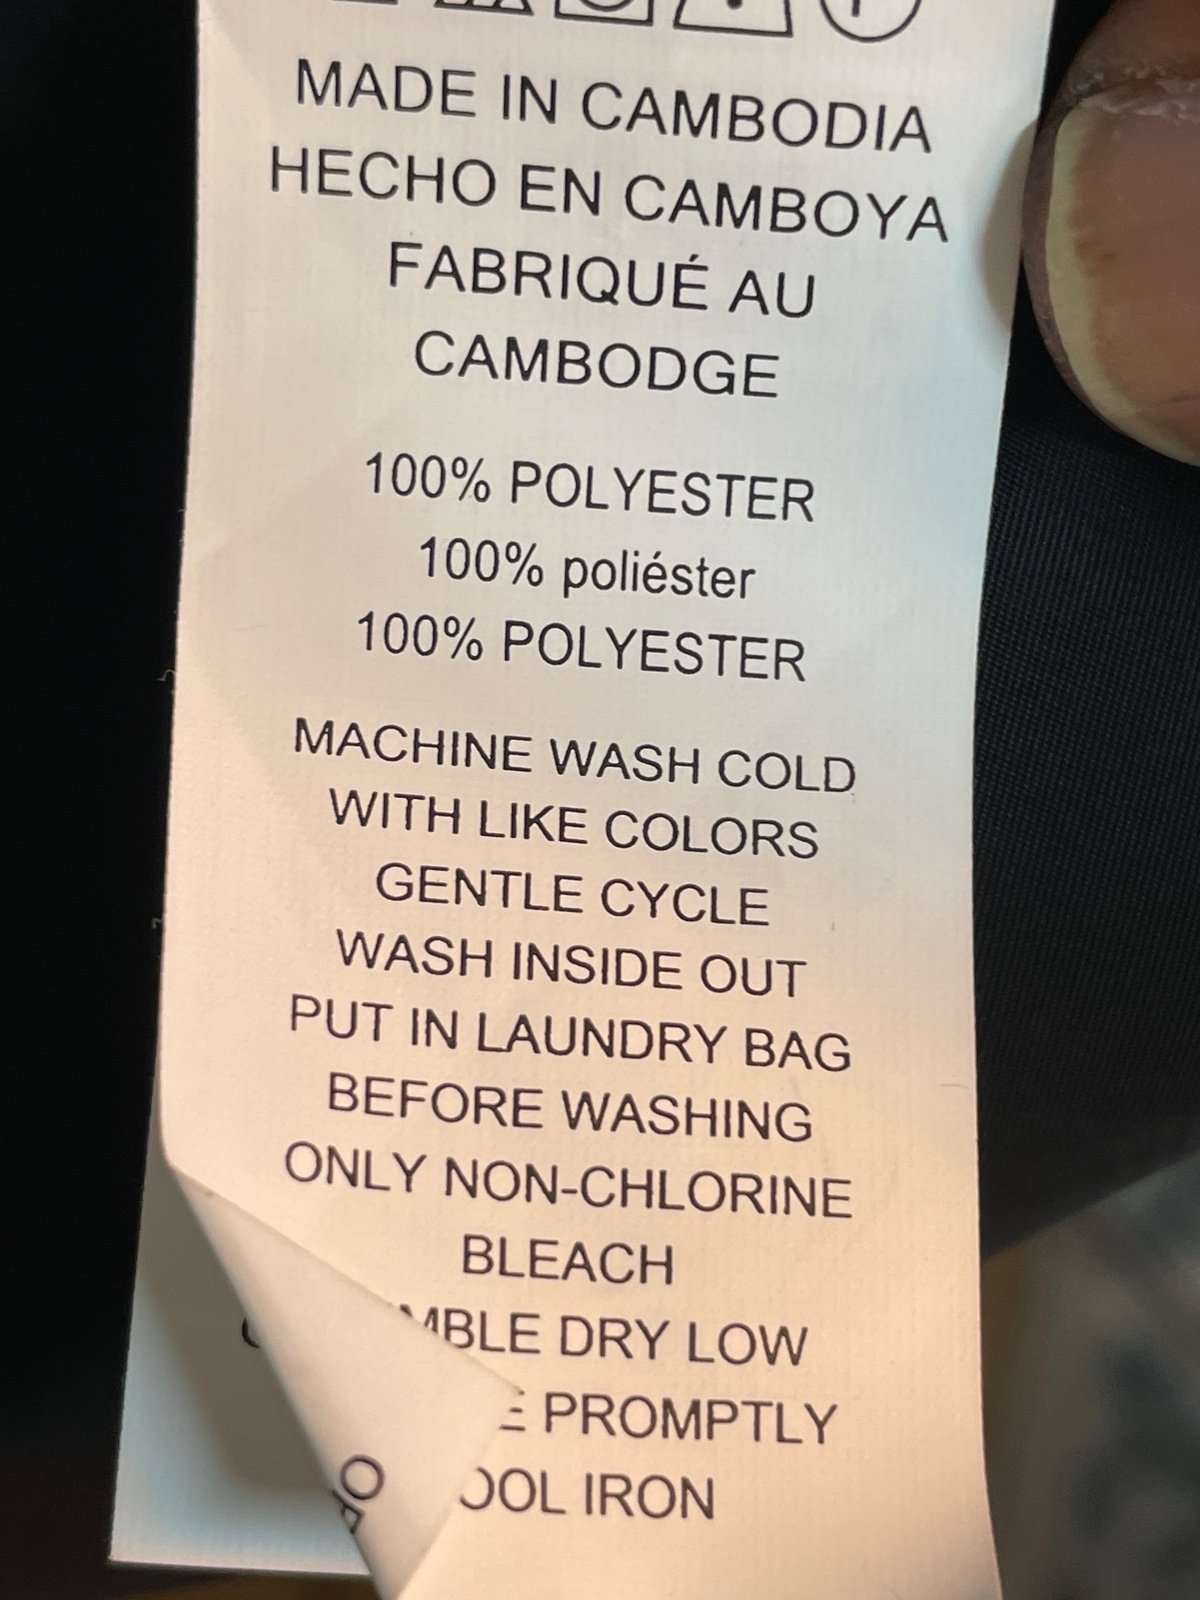 MADE IN CAMBODIA
HECHO EN CAMBOYA
FABRIQUÉ AU
CAMBODGE
100% POLYESTER
100% poliéster
100% POLYESTER
MACHINE WASH COLD
WITH LIKE COLORS
GENTLE CYCLE
WASH INSIDE OUT
PUT IN LAUNDRY BAG
BEFORE WASHING
ONLY NON-CHLORINE
BLEACH
DRY LOW
PROMPTLY
IRON